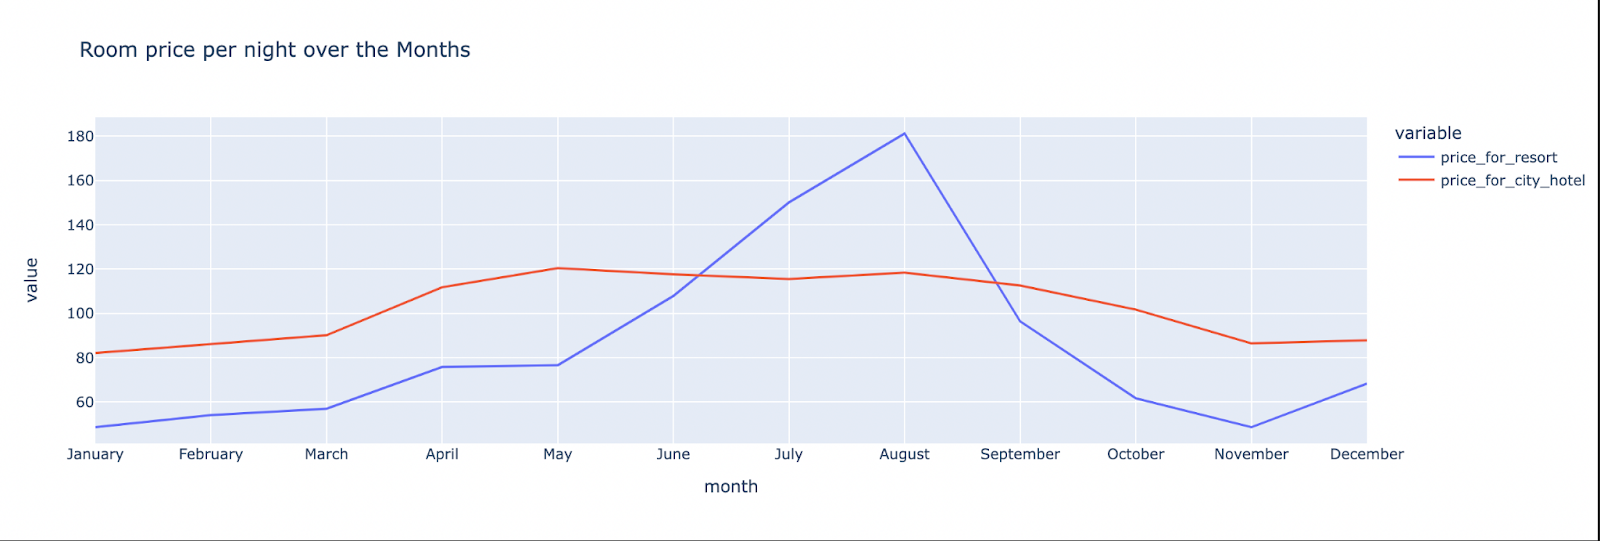 Room price per night over the Months
variable
price_for_resort
price_for_city_hotel
value
180
160
140
120
100
80
60
January February March April May June July August September October November December
month